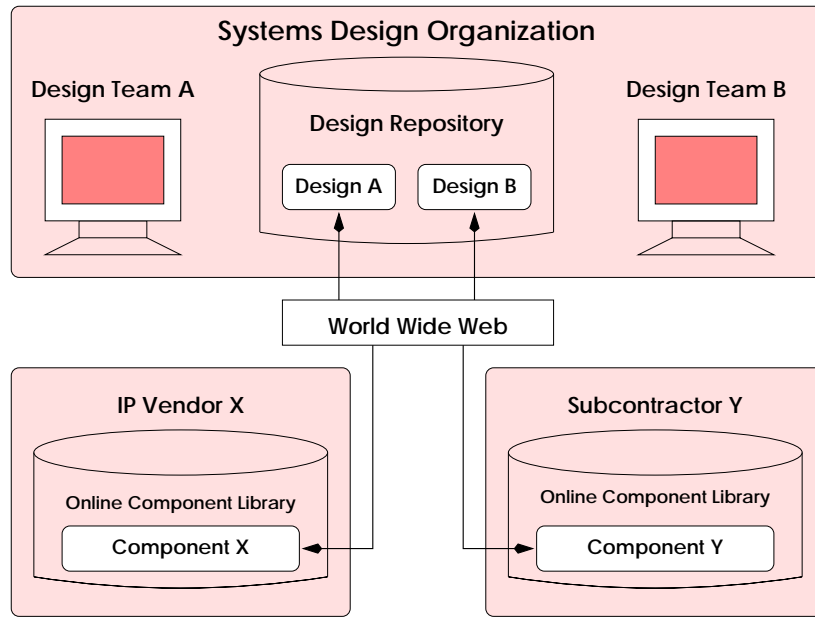 Systems Design Organization
Design Team A
Design Team B
Design Repository
Design A
Design B
World Wide Web
IP Vendor X
Subcontractor Y
Online Component Library
Online Component Library
Component X
Component Y